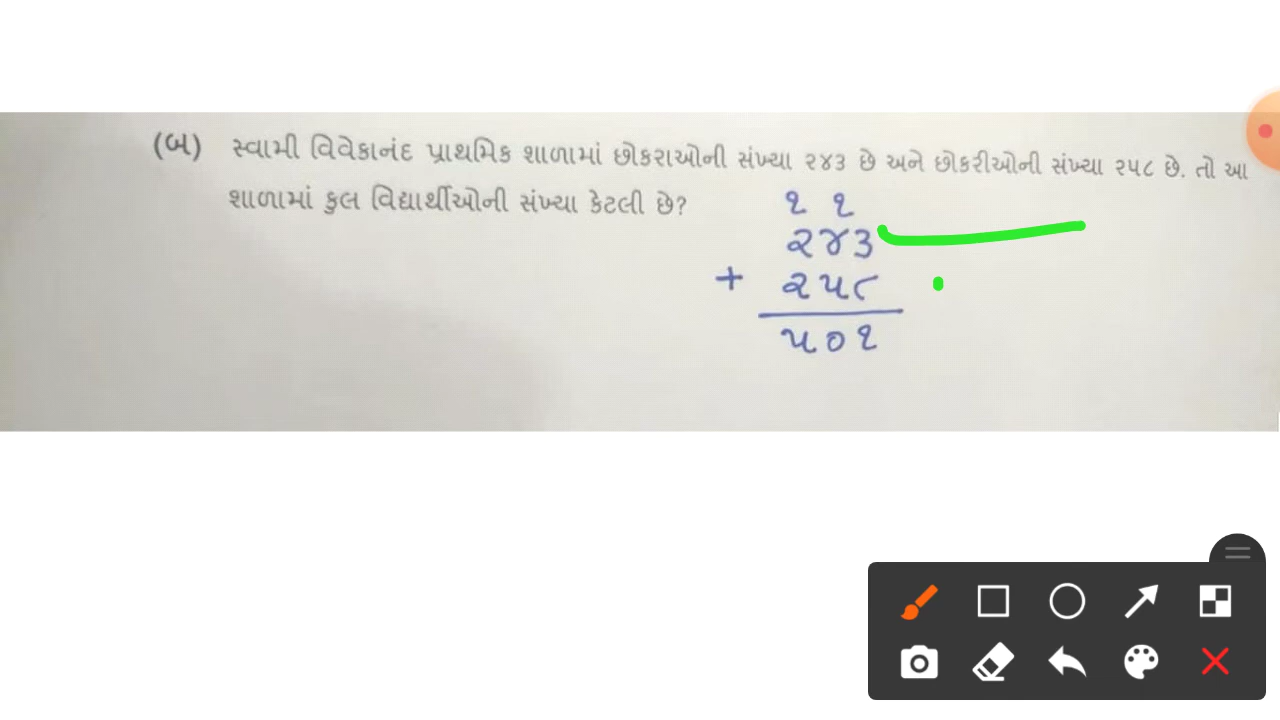 (બ) સ્વામી વિવેકાનંદ પ્રાથમિક શાળામાં છોકરાઓની સંખ્યા ૨૪૩ છે અને છોકરીઓની સંખ્યા ૨૫૮ છે. તો આ
શાળામાં કુલ વિદ્યાર્થીઓની સંખ્યા કેટલી છે?
૧ ૧
૨૪૩
+ ૨૫૮
૫૦૧